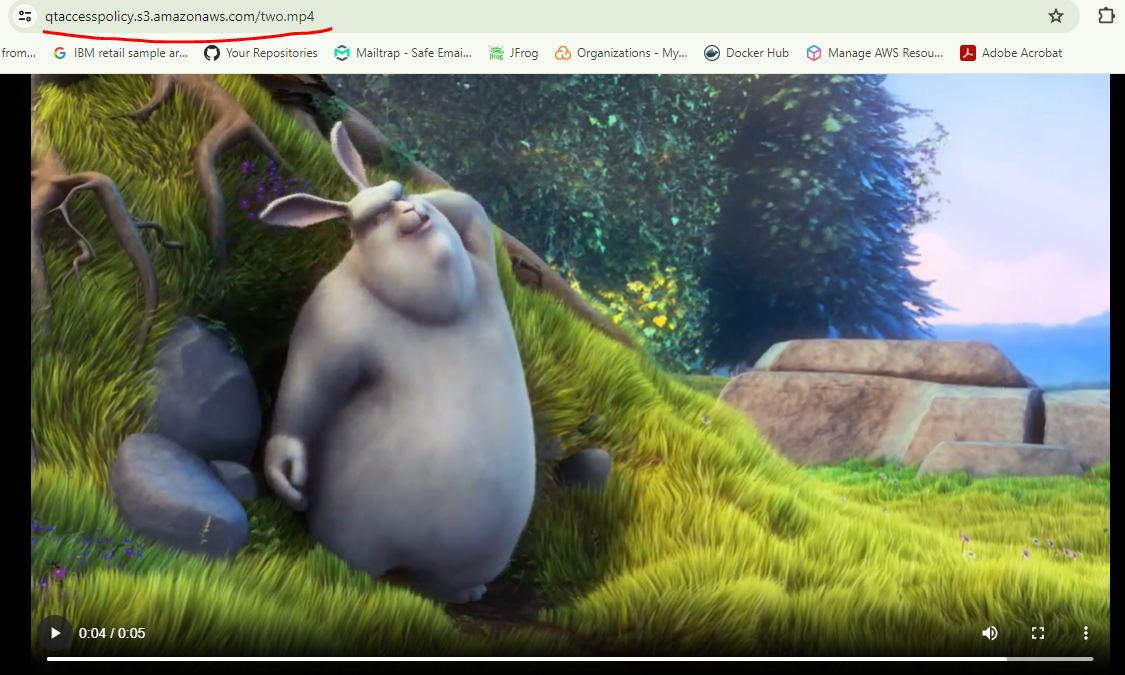 qtaccesspolicy.s3.amazonaws.com/two.mp4
from... IBM retail sample ar... Your Repositories Mailtrap - Safe Emai... JFrog Organizations - My... Docker Hub Manage AWS Resou... Adobe Acrobat
0:04 / 0:05